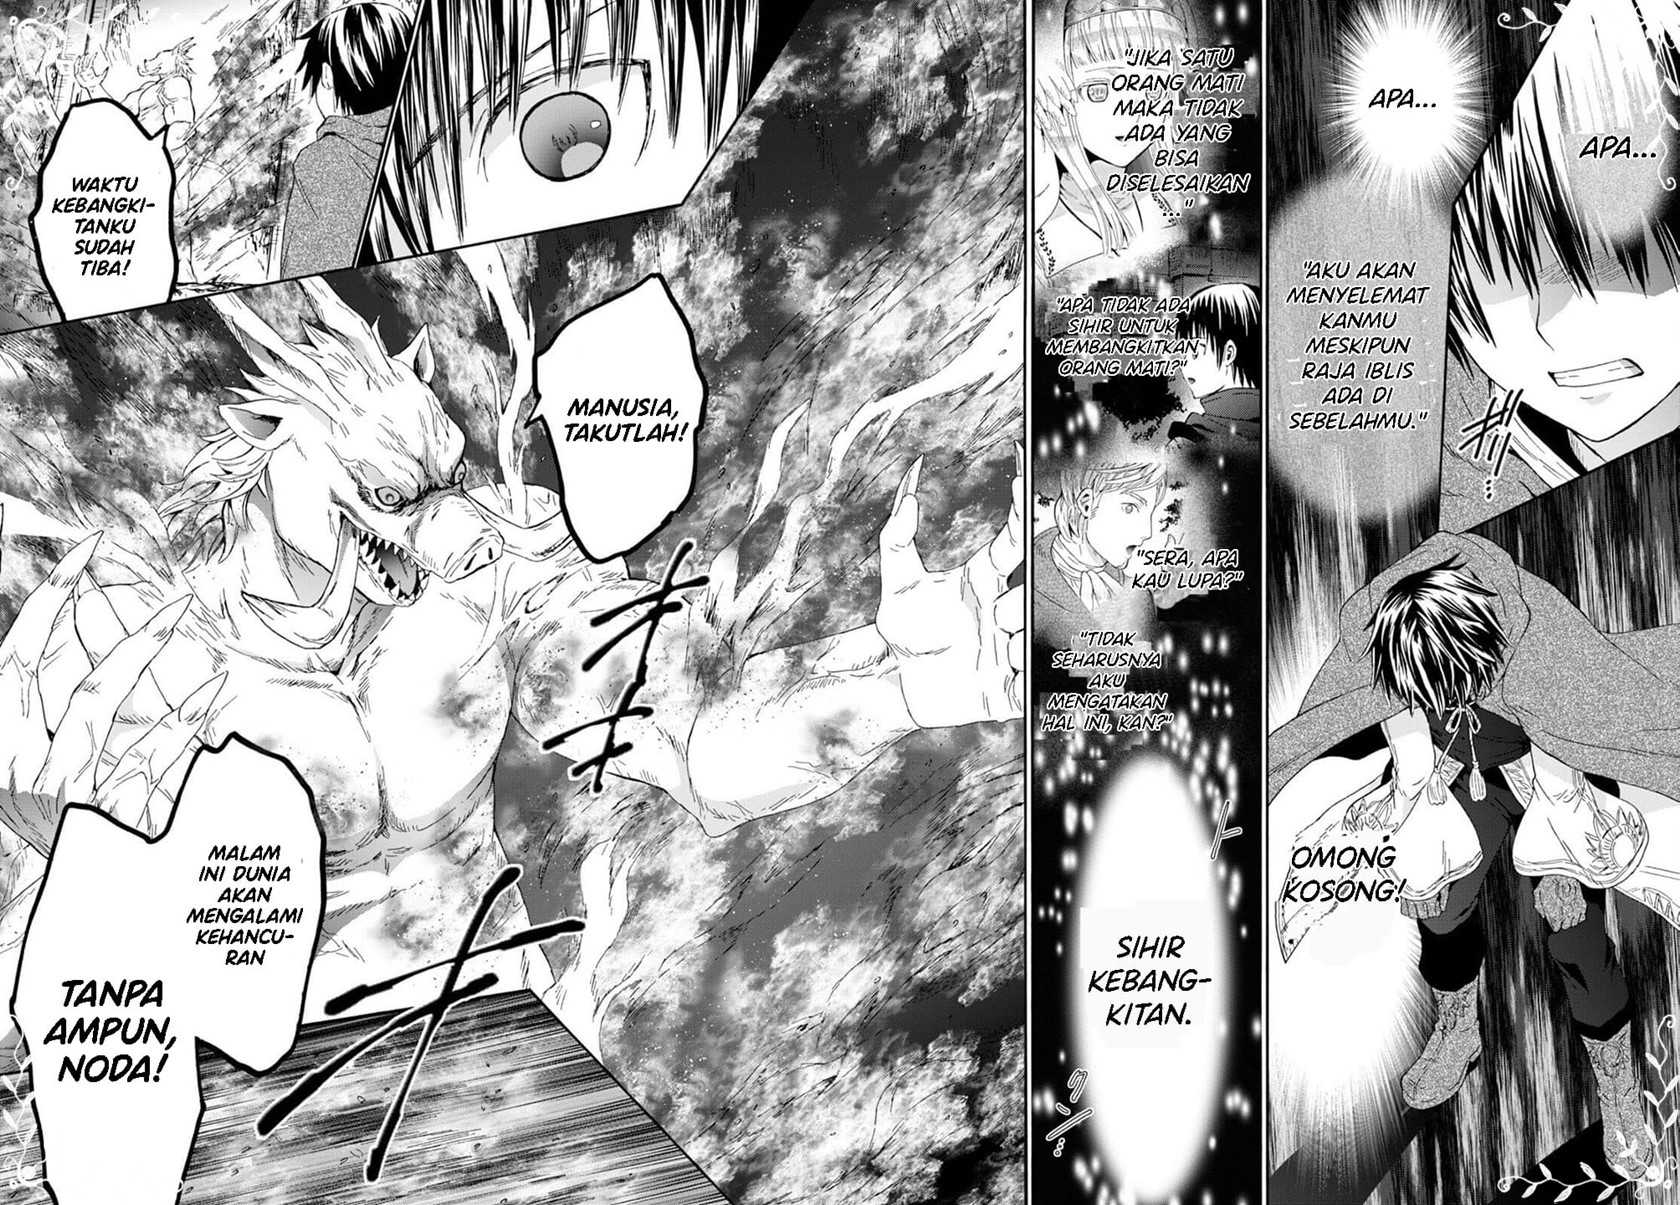 APA...
APA...
"AKU AKAN
MENYELEMAT
KANMU
MESKIPUN
RAJA IBLIS
ADA DI
SEBELAHMU."
OMONG
KOSONG!
"JIKA SATU
ORANG MATI
MAKA TIDAK
ADA YANG
BISA
DISELESAIKAN
..."
"APA TIDAK ADA
SIHIR UNTUK
MEMBANGKITKAN
ORANG MATI?"
"SERA, APA
KAU LUPA?"
"TIDAK
SEHARUSNYA
AKU
MENGATAKAN
HAL INI, KAN?"
SIHIR
KEBANG-
KITAN.
WAKTU
KEBANGKI-
TANKU
SUDAH
TIBA!
MANUSIA,
TAKUTLAH!
MALAM
INI DUNIA
AKAN
MENGALAMI
KEHANCU-
RAN
TANPA
AMPUN,
NODA!